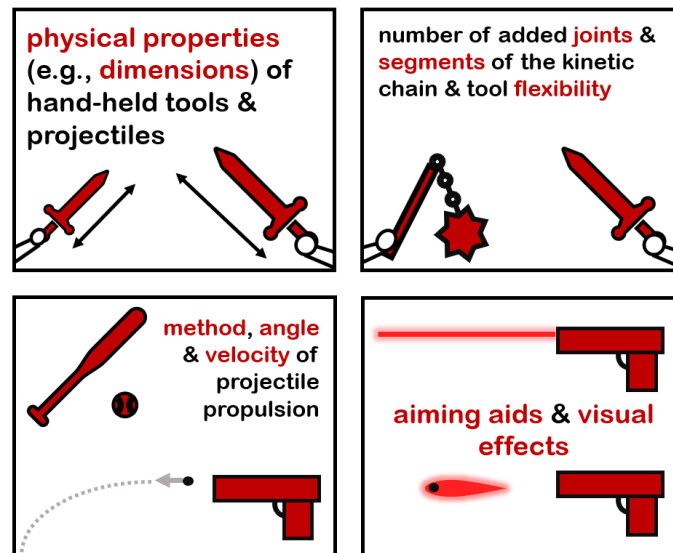 physical properties
(e.g., dimensions) of
hand-held tools &
projectiles
number of added joints &
segments of the kinetic
chain & tool flexibility
method, angle
& velocity of
projectile
propulsion
aiming aids & visual
effects